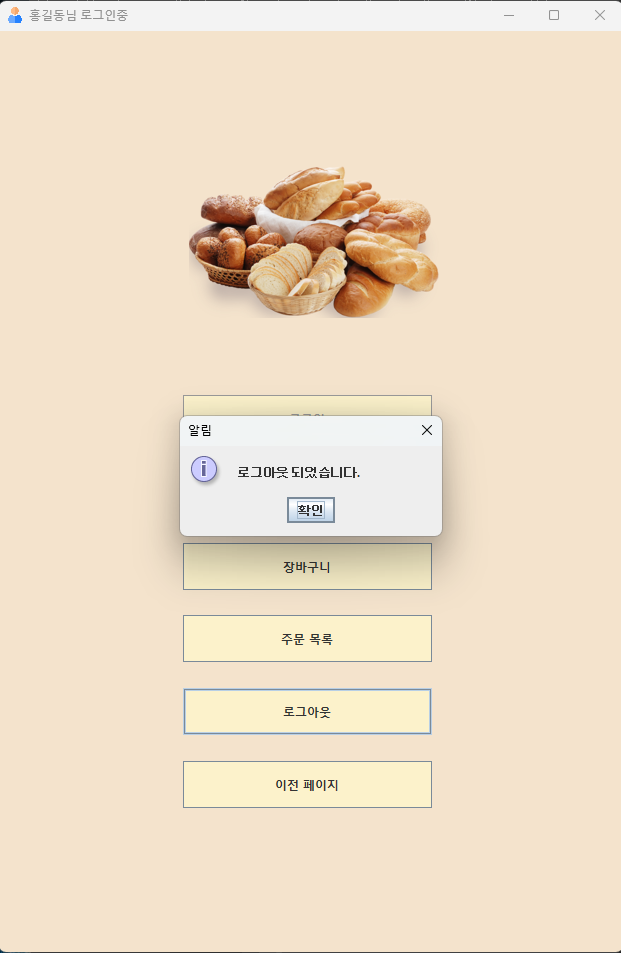 홍길동님 로그인중
알림
로그아웃 되었습니다.
확인
장바구니
주문 목록
로그아웃
이전 페이지